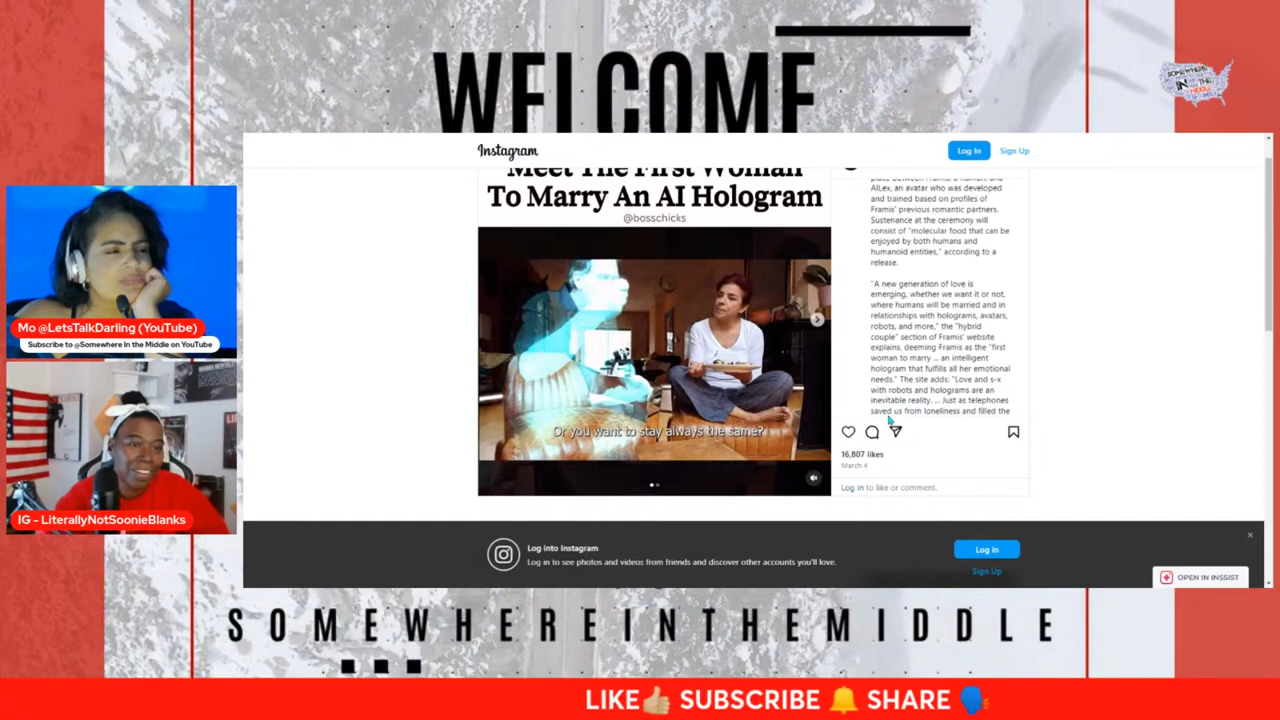 WELCOME
SOMEWHERE
IN THE
MIDDLE
Instagram
Log In
Sign Up
Meet The First Woman
To Marry An AI Hologram
@bosschicks
Or you want to stay always the same?
place between Framis, a human, and
AILex, an avatar who was developed
and trained based on profiles of
Framis' previous romantic partners.
Sustenance at the ceremony will
consist of "molecular food that can be
enjoyed by both humans and
humanoid entities," according to a
release.
"A new generation of love is
emerging, whether we want it or not,
where humans will be married and in
relationships with holograms, avatars,
robots, and more," the "hybrid
couple" section of Framis' website
explains, deeming Framis as the "first
woman to marry ... an intelligent
hologram that fulfills all her emotional
needs." The site adds: "Love and s-x
with robots and holograms are an
inevitable reality. ... Just as telephones
saved us from loneliness and filled the
16,807 likes
March 4
Log in to like or comment.
Mo @LetsTalkDarling (YouTube)
Subscribe to @Somewhere In the Middle on YouTube
IG - LiterallyNotSoonieBlanks
Log into Instagram
Log in to see photos and videos from friends and discover other accounts you'll love.
Log in
Sign Up
OPEN IN INSSIST
SOMEWHEREINTHEMIDDLE
LIKE👍🏼 SUBSCRIBE 🔔 SHARE 🗣️